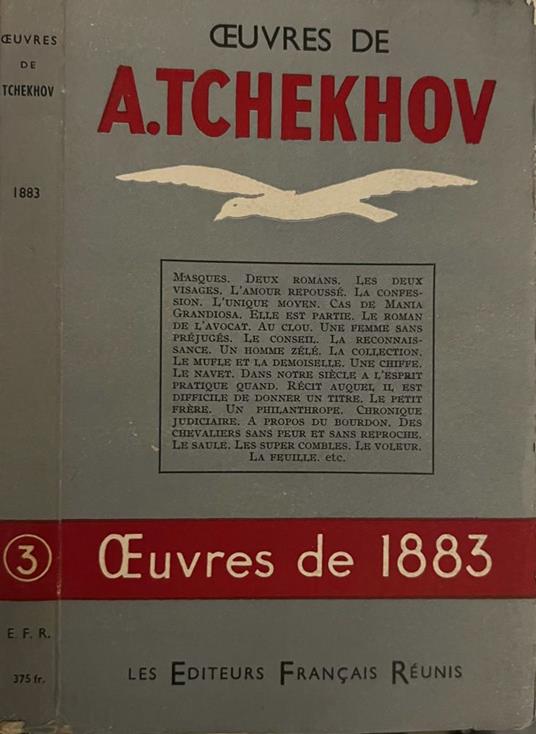 ŒUVRES
DE
TCHEKHOV
1883
3
E. F. R.
375 fr.
ŒUVRES DE
A.TCHEKHOV
MASQUES. DEUX ROMANS. LES DEUX
VISAGES. L'AMOUR REPOUSSÉ. LA CONFES-
SION. L'UNIQUE MOYEN. CAS DE MANIA
GRANDIOSA. ELLE EST PARTIE. LE ROMAN
DE L'AVOCAT. AU CLOU. UNE FEMME SANS
PRÉJUGÉS. LE CONSEIL. LA RECONNAIS-
SANCE. UN HOMME ZÉLÉ. LA COLLECTION.
LE MUFLE ET LA DEMOISELLE. UNE CHIFFE.
LE NAVET. DANS NOTRE SIÈCLE A L'ESPRIT
PRATIQUE QUAND. RÉCIT AUQUEL IL EST
DIFFICILE DE DONNER UN TITRE. LE PETIT
FRÈRE. UN PHILANTHROPE. CHRONIQUE
JUDICIAIRE. A PROPOS DU BOURDON. DES
CHEVALIERS SANS PEUR ET SANS REPROCHE.
LE SAULE. LES SUPER COMBLES. LE VOLEUR.
LA FEUILLE. etc.
Œuvres de 1883
LES EDITEURS FRANÇAIS RÉUNIS